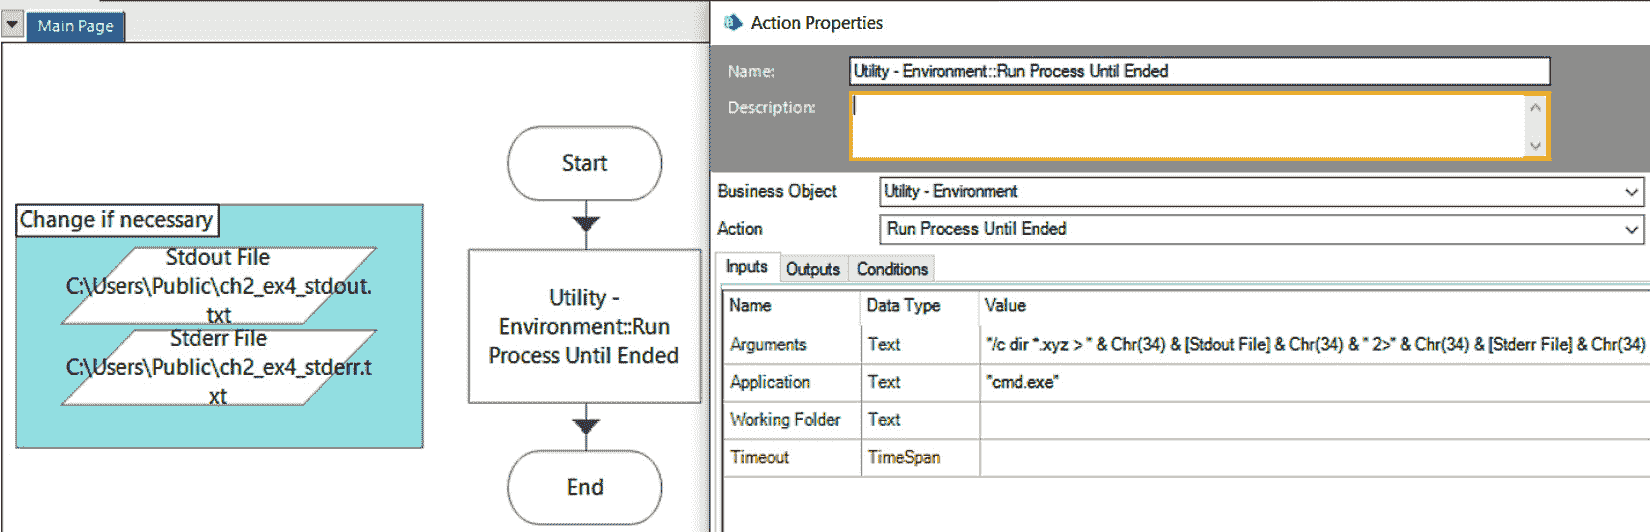 Main Page
Change if necessary
Stdout File
C:\Users\Public\ch2_ex4_stdout.
txt
Stderr File
C:\Users\Public\ch2_ex4_stderr.t
xt
Start
Utility -
Environment::Run
Process Until Ended
End
Action Properties
Name: Utility - Environment::Run Process Until Ended
Description:
Business Object Utility - Environment
Action Run Process Until Ended
Inputs Outputs Conditions
Name Data Type Value
Arguments Text "/c dir *.xyz > " & Chr(34) & [Stdout File] & Chr(34) & " 2>" & Chr(34) & [Stderr File] & Chr(34)
Application Text "cmd.exe"
Working Folder Text
Timeout TimeSpan